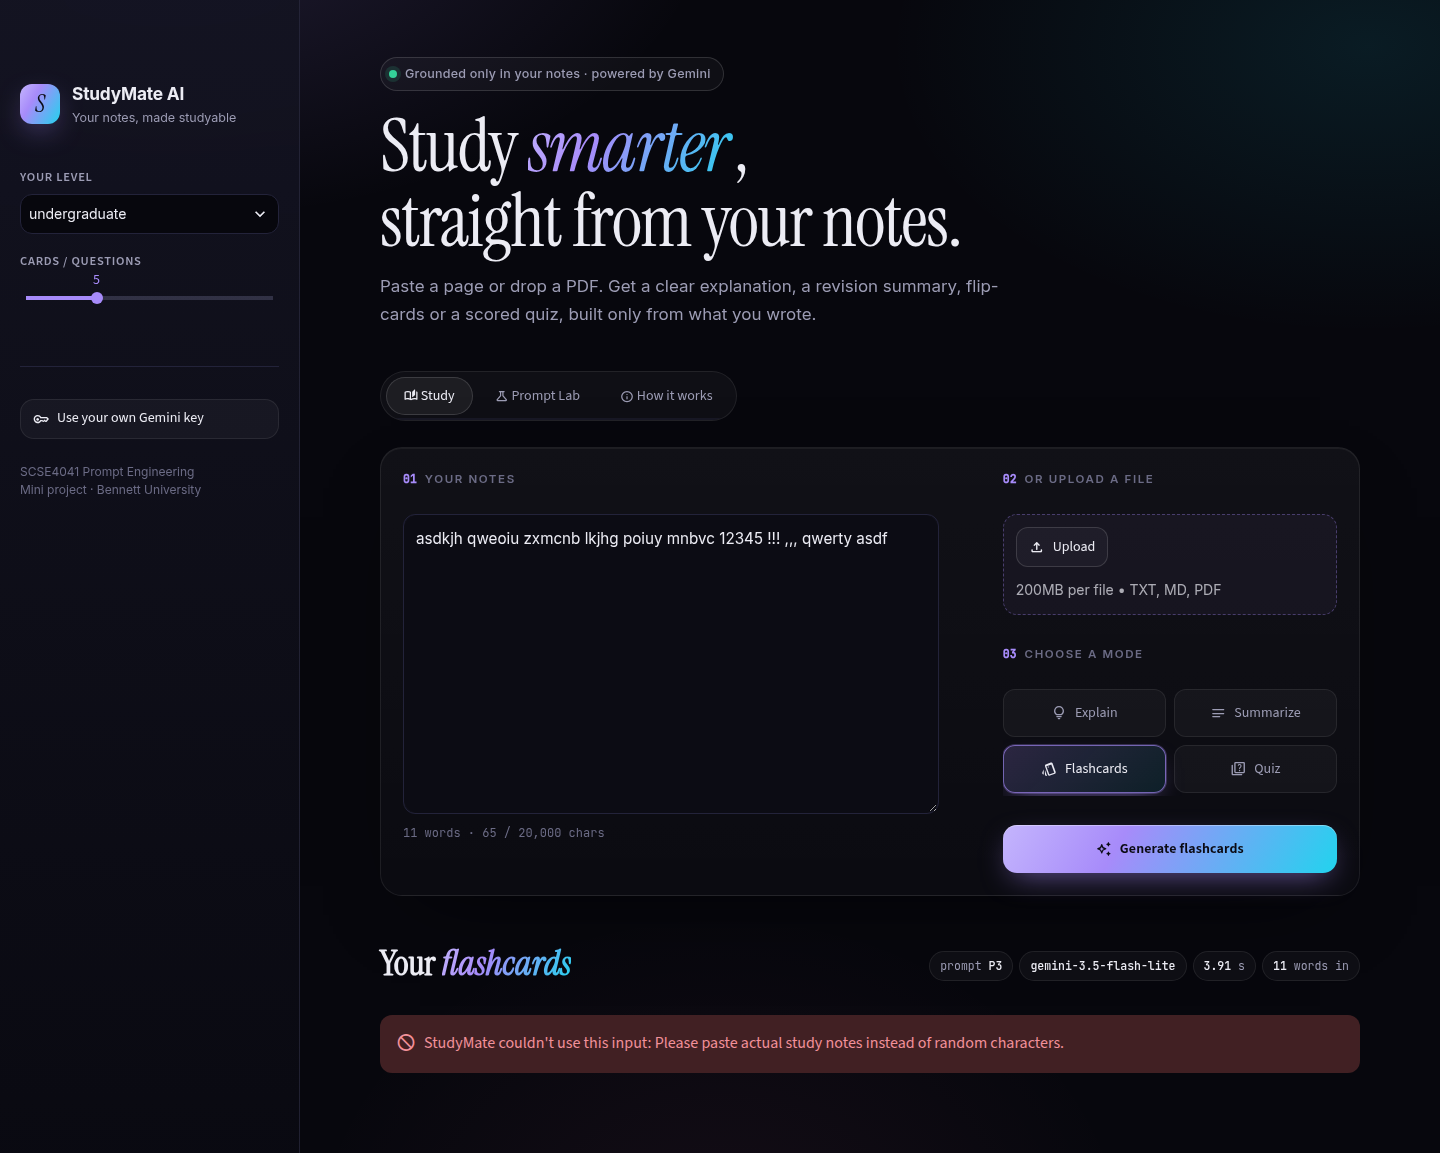 S
StudyMate AI
Your notes, made studyable
YOUR LEVEL
undergraduate
CARDS / QUESTIONS
5
Use your own Gemini key
SCSE4041 Prompt Engineering
Mini project · Bennett University
Grounded only in your notes · powered by Gemini
Study smarter ,
straight from your notes.
Paste a page or drop a PDF. Get a clear explanation, a revision summary, flip-
cards or a scored quiz, built only from what you wrote.
Study
Prompt Lab
How it works
01 YOUR NOTES
asdkjh qweoiu zxmcnb lkjhg poiuy mnbvc 12345 !!! ,,, qwerty asdf
11 words · 65 / 20,000 chars
02 OR UPLOAD A FILE
Upload
200MB per file • TXT, MD, PDF
03 CHOOSE A MODE
Explain
Summarize
Flashcards
Quiz
Generate flashcards
Your flashcards
prompt P3
gemini-3.5-flash-lite
3.91 s
11 words in
StudyMate couldn't use this input: Please paste actual study notes instead of random characters.